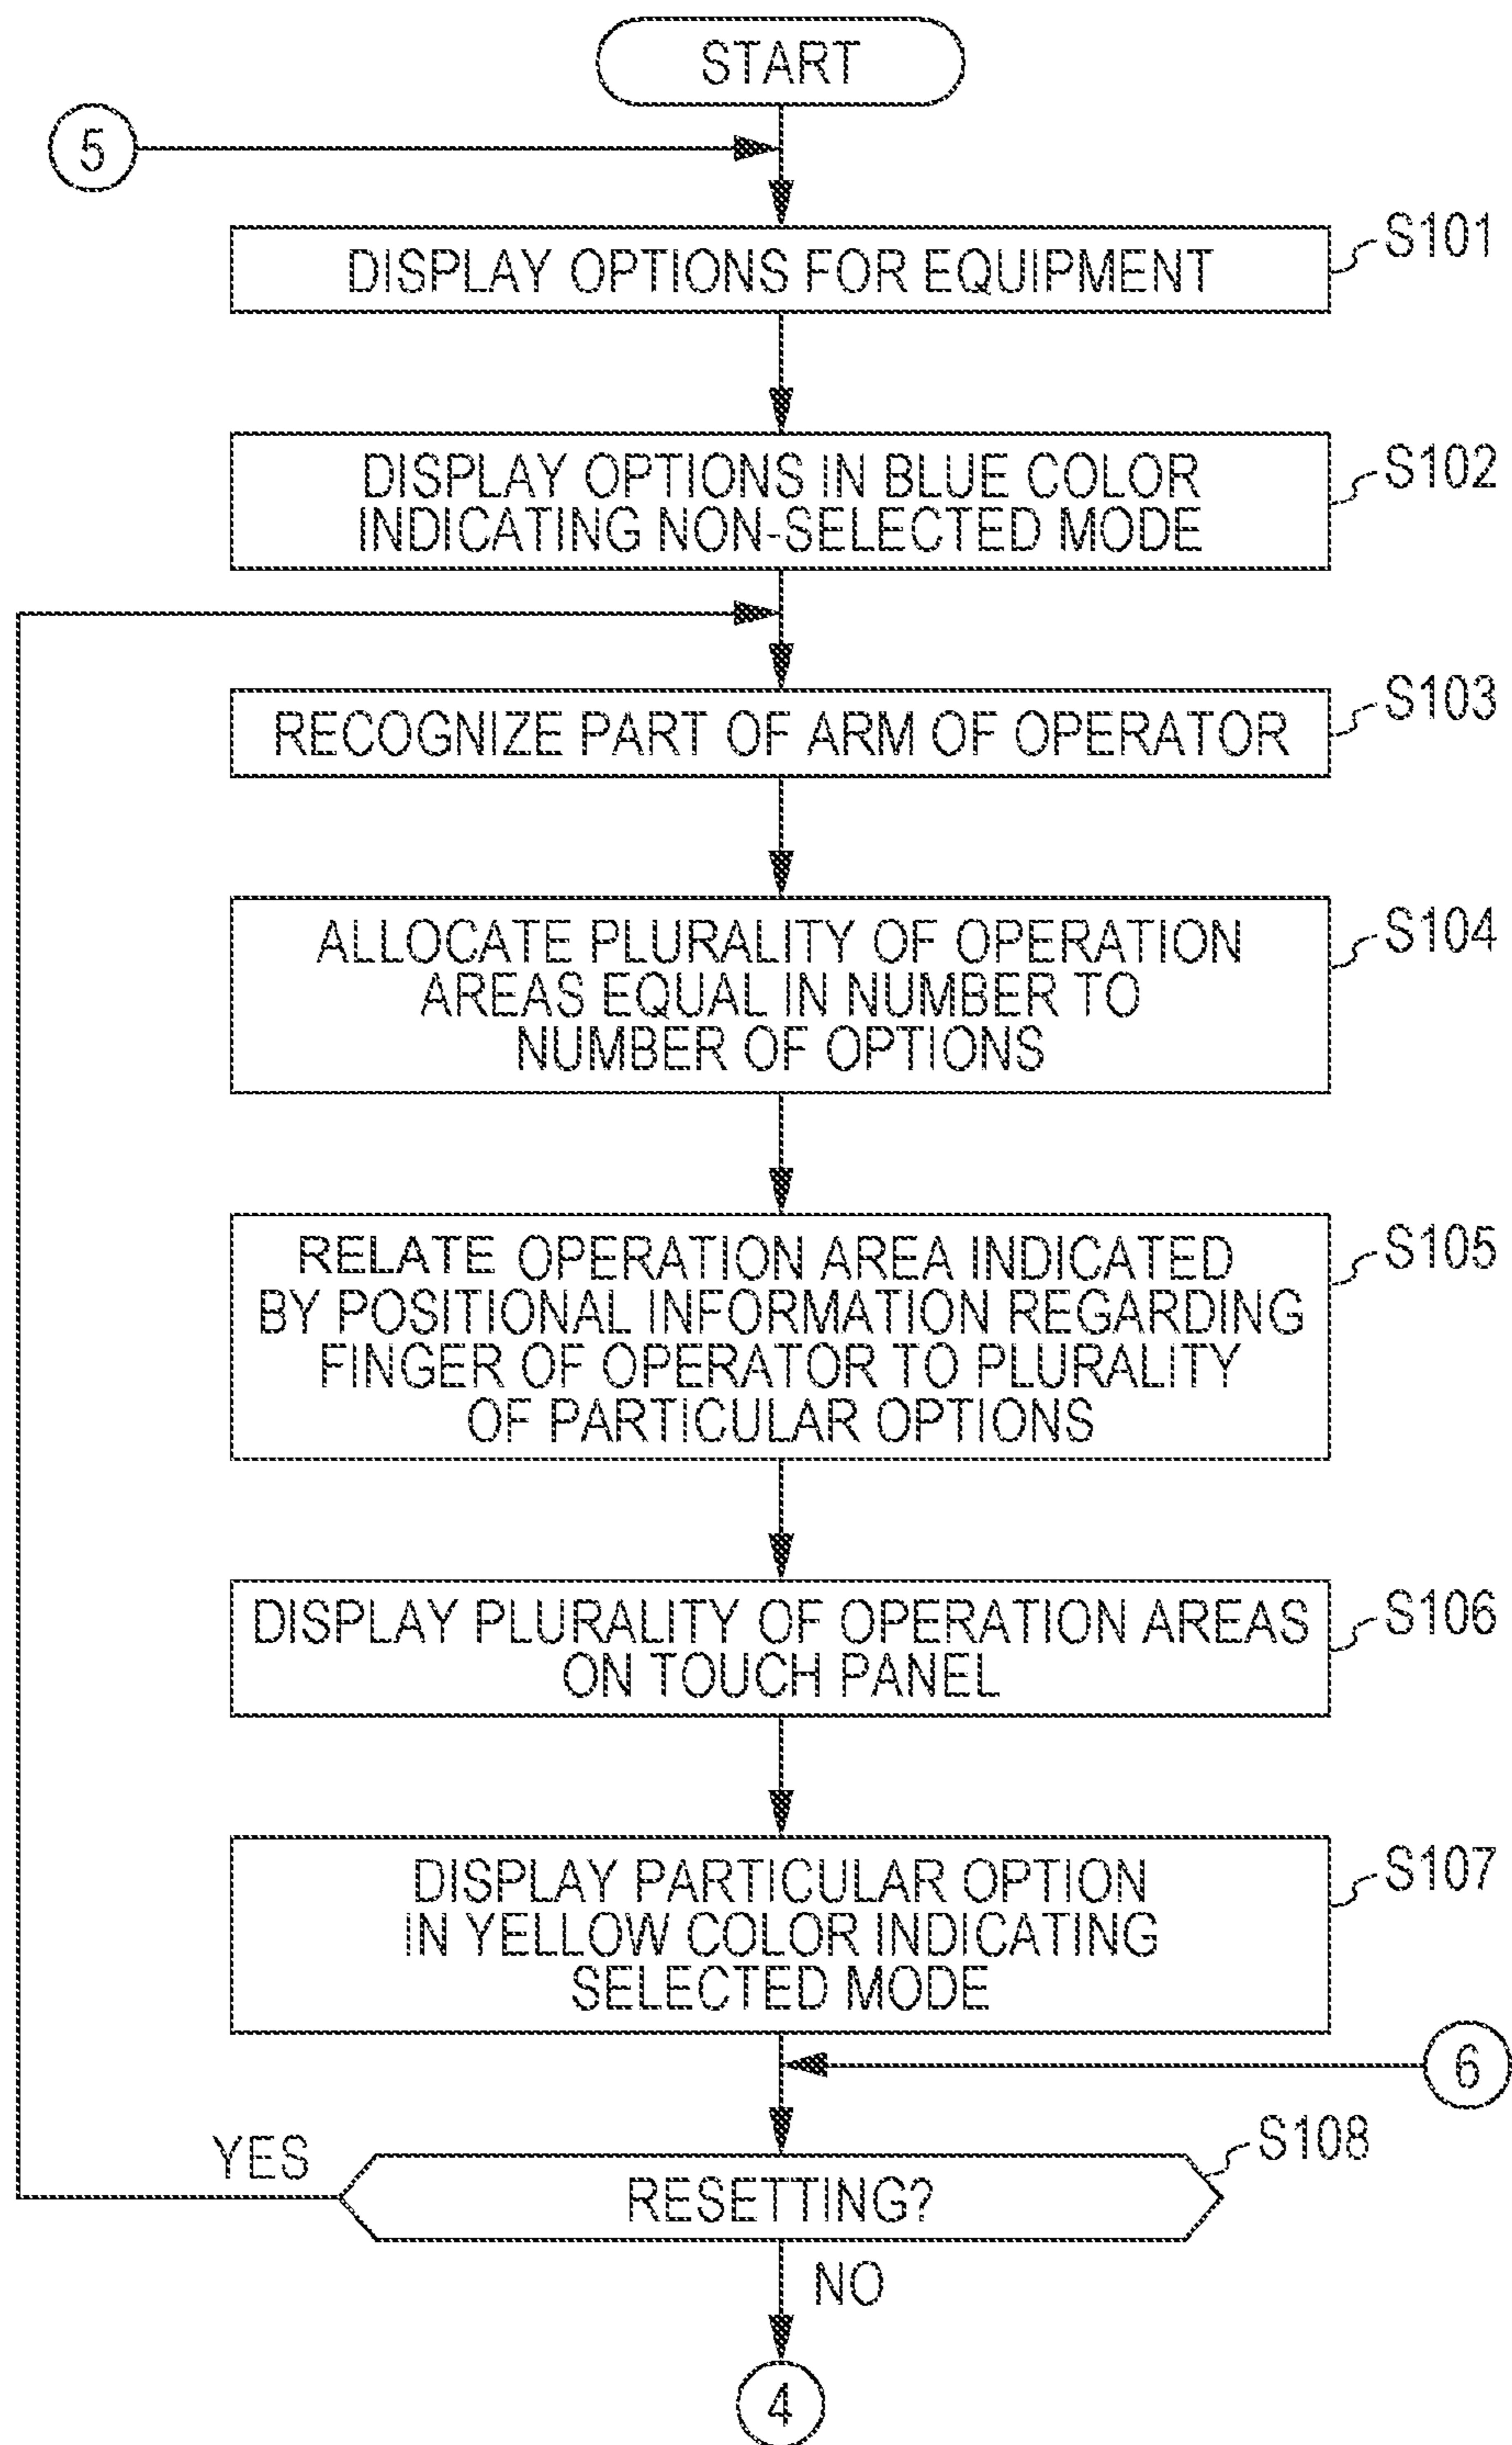 START
5
DISPLAY OPTIONS FOR EQUIPMENT
S101
DISPLAY OPTIONS IN BLUE COLOR
INDICATING NON-SELECTED MODE
S102
RECOGNIZE PART OF ARM OF OPERATOR
S103
ALLOCATE PLURALITY OF OPERATION
AREAS EQUAL IN NUMBER TO
NUMBER OF OPTIONS
S104
RELATE OPERATION AREA INDICATED
BY POSITIONAL INFORMATION REGARDING
FINGER OF OPERATOR TO PLURALITY
OF PARTICULAR OPTIONS
S105
DISPLAY PLURALITY OF OPERATION AREAS
ON TOUCH PANEL
S106
DISPLAY PARTICULAR OPTION
IN YELLOW COLOR INDICATING
SELECTED MODE
S107
6
YES
RESETTING?
S108
NO
4